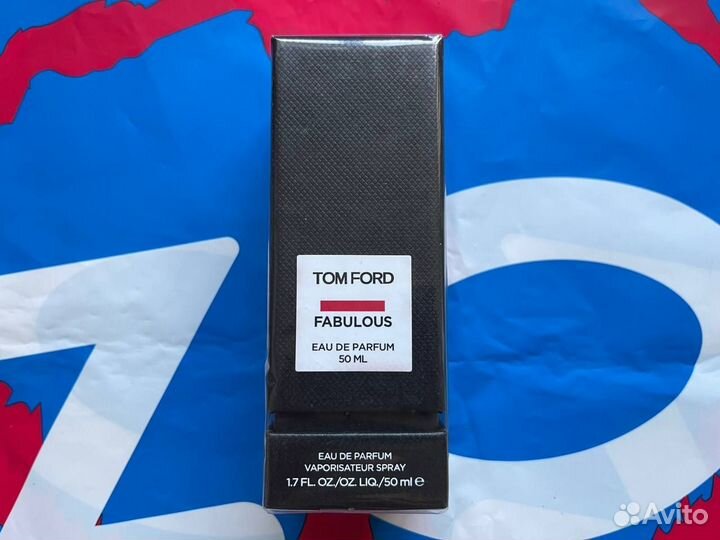 TOM FORD
FABULOUS
EAU DE PARFUM
50 ML
EAU DE PARFUM
VAPORISATEUR SPRAY
1.7 FL. OZ./OZ. LIQ./50 ml ℮
Avito